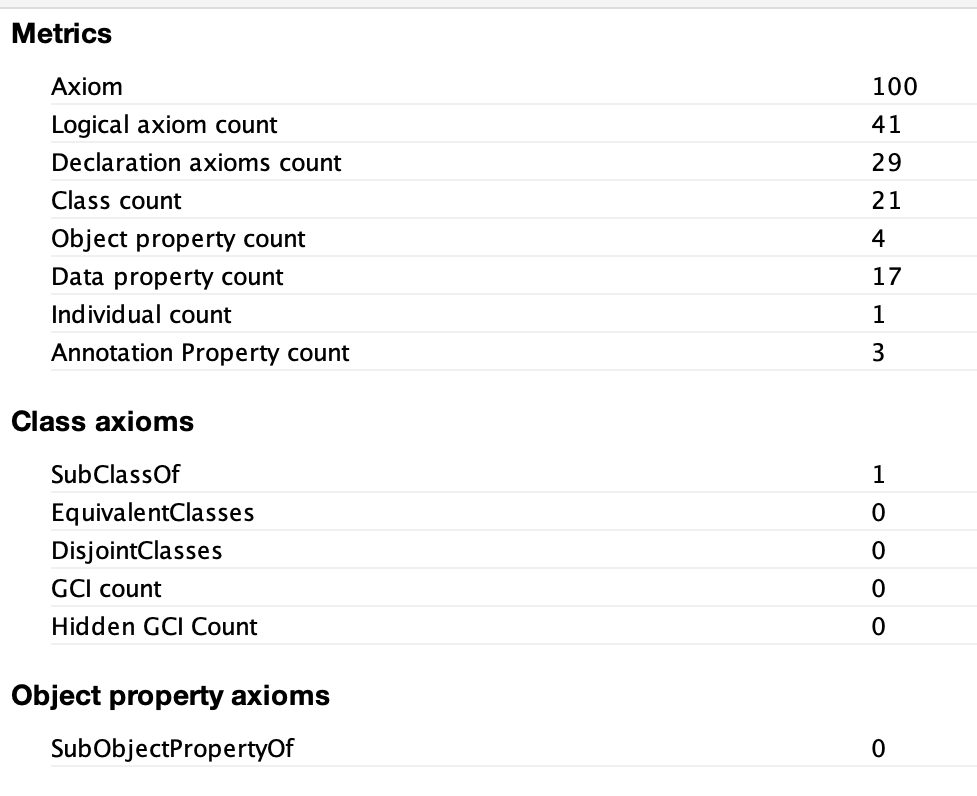 Metrics
Axiom 100
Logical axiom count 41
Declaration axioms count 29
Class count 21
Object property count 4
Data property count 17
Individual count 1
Annotation Property count 3
Class axioms
SubClassOf 1
EquivalentClasses 0
DisjointClasses 0
GCI count 0
Hidden GCI Count 0
Object property axioms
SubObjectPropertyOf 0